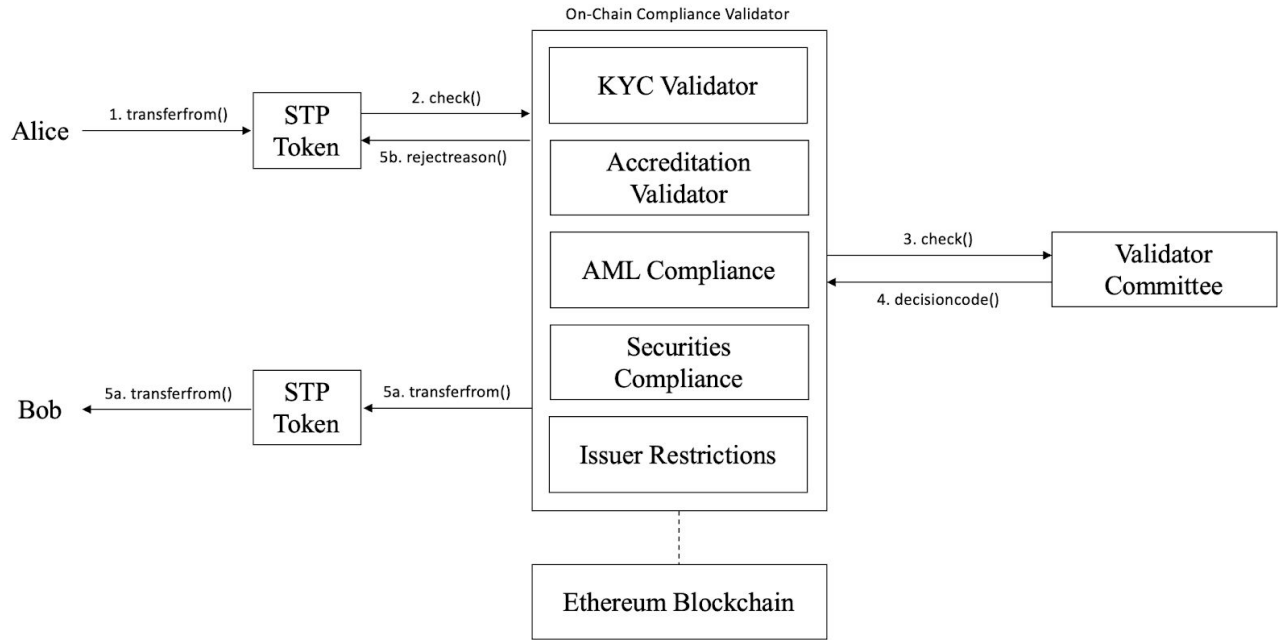 On-Chain Compliance Validator
KYC Validator
Alice
1. transferfrom()
STP
Token
2. check()
5b. rejectreason()
Accreditation
Validator
AML Compliance
3. check()
4. decisioncode()
Validator
Committee
Securities
Compliance
Bob
5a. transferfrom()
STP
Token
5a. transferfrom()
Issuer Restrictions
Ethereum Blockchain